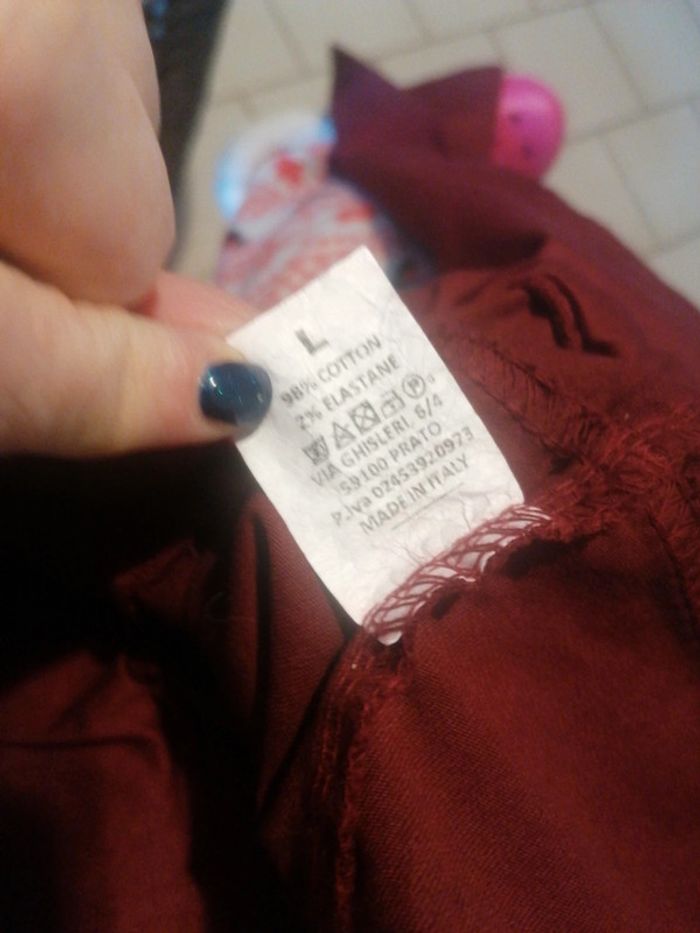 L
98% COTTON
2% ELASTANE
P
VIA GHISLERI, 6/4
59100 PRATO
P.Iva 02453920973
MADE IN ITALY